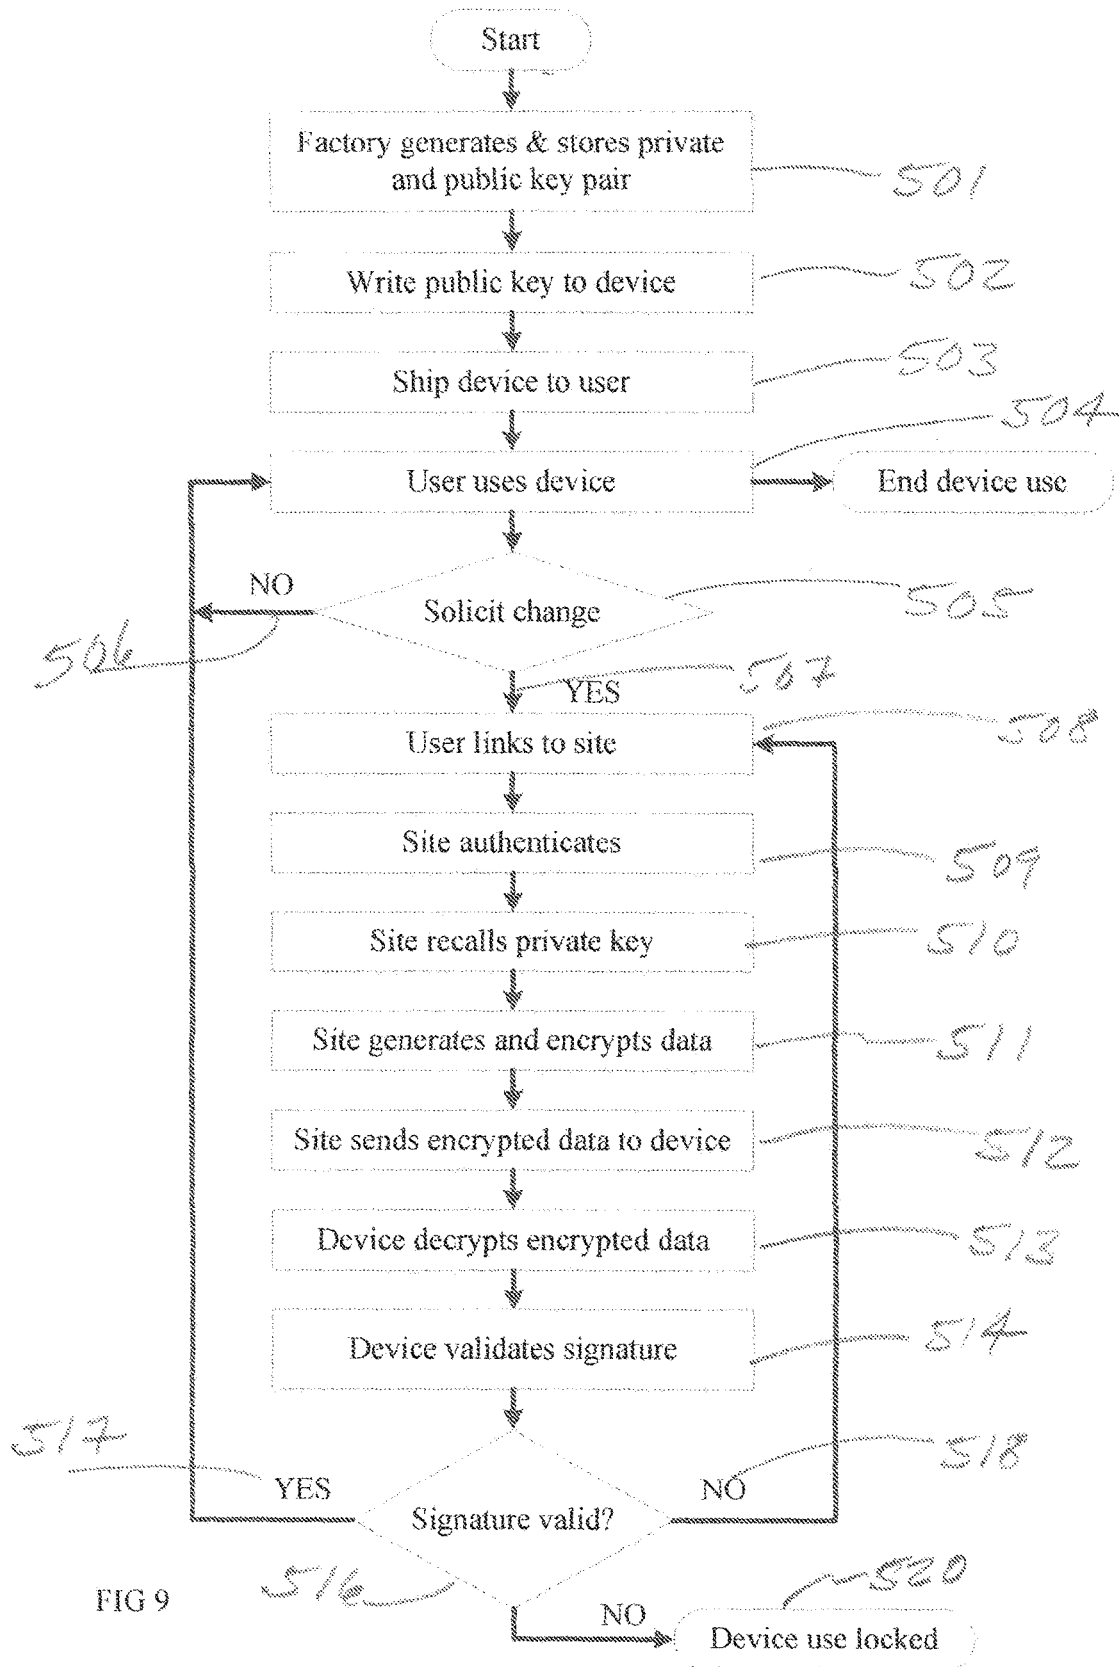 Start
Factory generates & stores private
and public key pair
501
Write public key to device
502
Ship device to user
503
504
User uses device
End device use
NO
Solicit change
505
506
507
YES
508
User links to site
Site authenticates
509
Site recalls private key
510
Site generates and encrypts data
511
Site sends encrypted data to device
512
Device decrypts encrypted data
513
Device validates signature
514
517
YES
NO
518
Signature valid?
516
FIG 9
NO
520
Device use locked